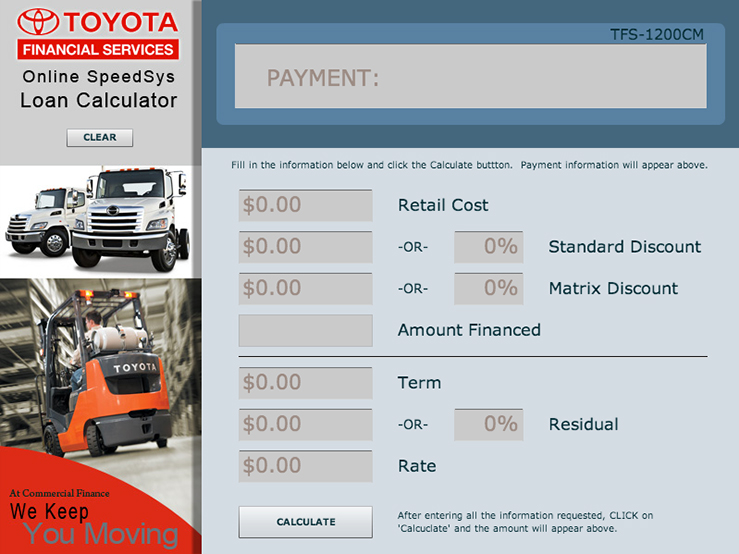 TOYOTA
FINANCIAL SERVICES
Online SpeedSys
Loan Calculator
CLEAR
TOYOTA
At Commercial Finance
We Keep
You Moving
TFS-1200CM
PAYMENT:
Fill in the information below and click the Calculate buttton. Payment information will appear above.
$0.00 Retail Cost
$0.00 -OR- 0% Standard Discount
$0.00 -OR- 0% Matrix Discount
Amount Financed
$0.00 Term
$0.00 -OR- 0% Residual
$0.00 Rate
CALCULATE
After entering all the information requested, CLICK on
'Calcuclate' and the amount will appear above.